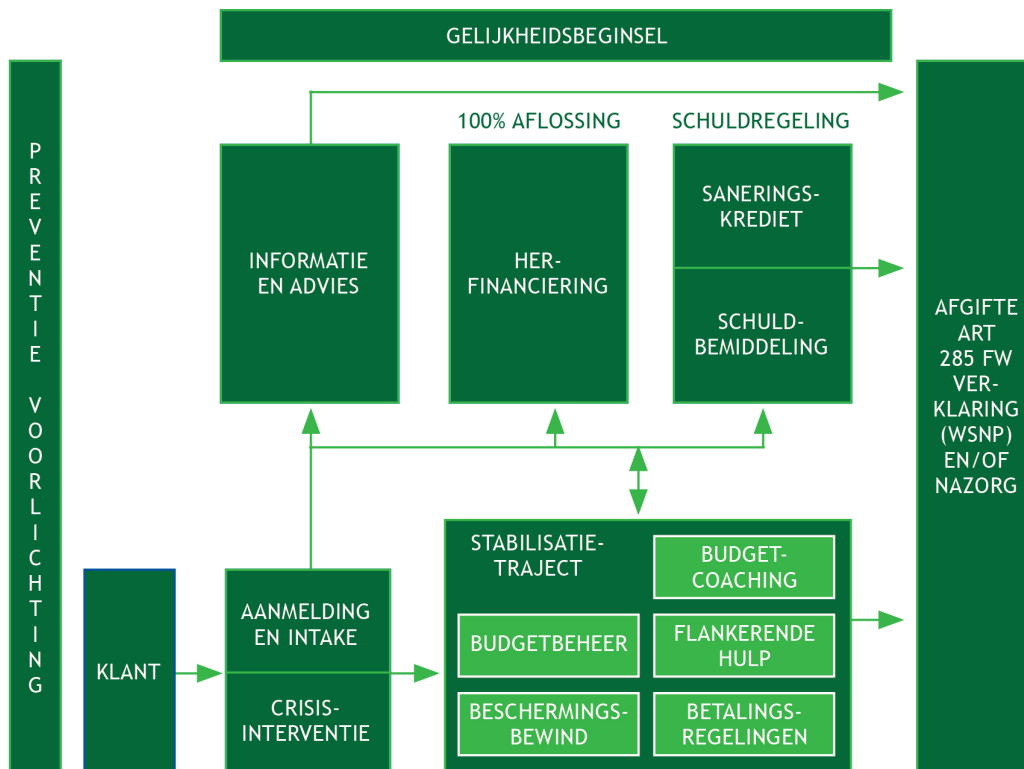 GELIJKHEIDSBEGINSEL
PREVENTIE VOORLICHTING
100% AFLOSSING
SCHULDREGELING
INFORMATIE
EN ADVIES
HER-
FINANCIERING
SANERINGS-
KREDIET
SCHULD-
BEMIDDELING
AFGIFTE
ART
285 FW
VER-
KLARING
(WSNP)
EN/OF
NAZORG
KLANT
AANMELDING
EN INTAKE
CRISIS-
INTERVENTIE
STABILISATIE-
TRAJECT
BUDGET-
COACHING
BUDGETBEHEER
FLANKERENDE
HULP
BESCHERMINGS-
BEWIND
BETALINGS-
REGELINGEN